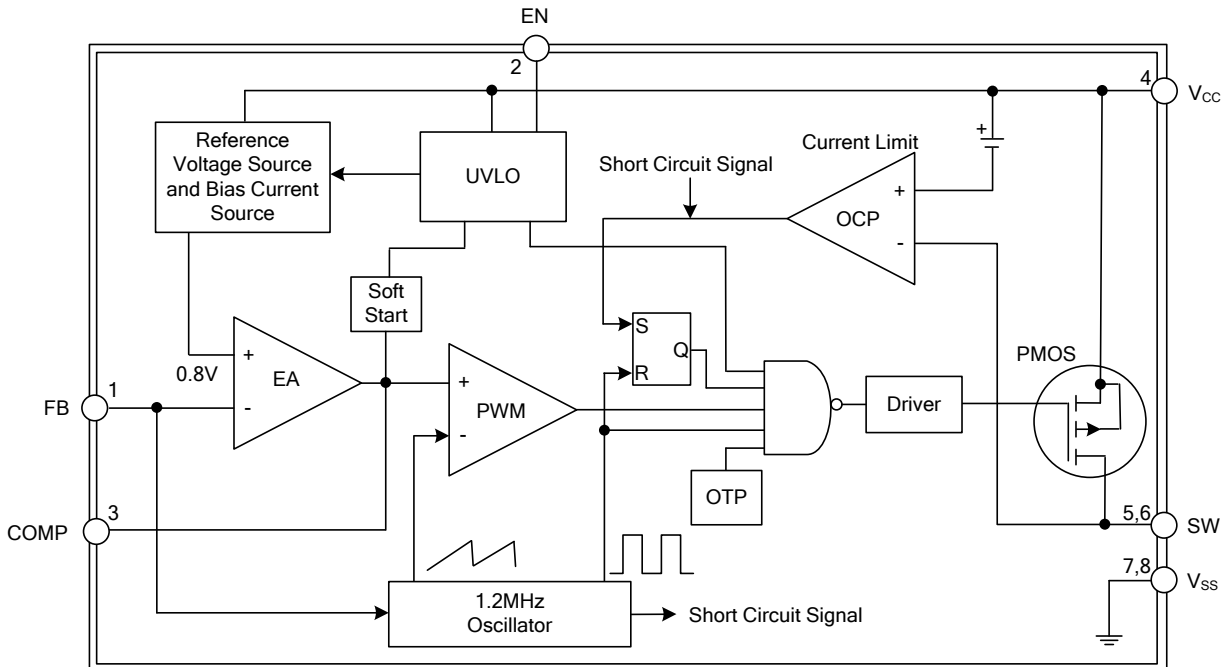 EN
2
4
V_CC
Reference
Voltage Source
and Bias Current
Source
UVLO
+
Current Limit
Short Circuit Signal
+
OCP
-
Soft
Start
S
Q
R
PMOS
+
0.8V
EA
-
1
FB
+
PWM
-
Driver
OTP
3
COMP
5,6
SW
7,8
V_SS
1.2MHz
Oscillator
Short Circuit Signal